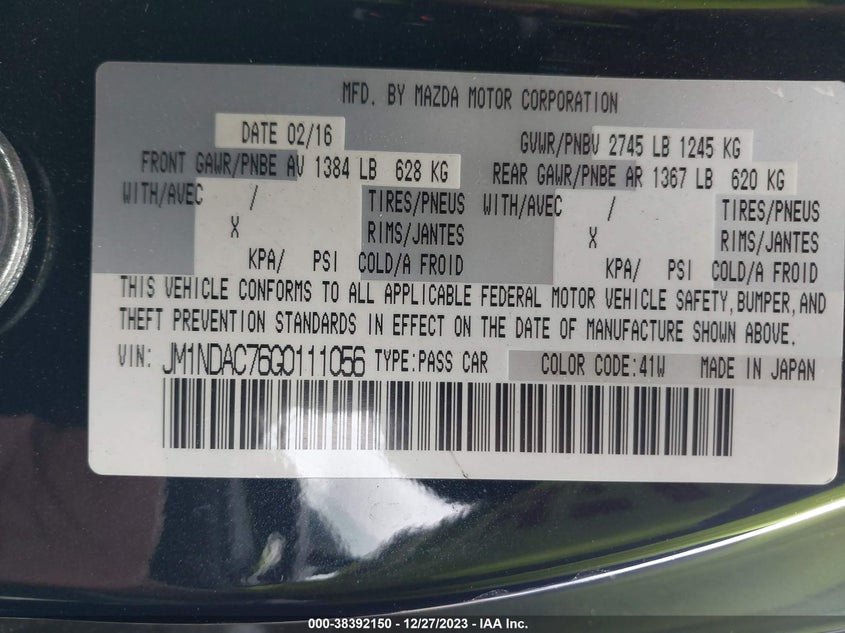 MFD. BY MAZDA MOTOR CORPORATION
DATE 02/16 GVWR/PNBV 2745 LB 1245 KG
FRONT GAWR/PNBE AV 1384 LB 628 KG REAR GAWR/PNBE AR 1367 LB 620 KG
WITH/AVEC / TIRES/PNEUS WITH/AVEC / TIRES/PNEUS
X RIMS/JANTES X RIMS/JANTES
KPA/ PSI COLD/A FROID KPA/ PSI COLD/A FROID
THIS VEHICLE CONFORMS TO ALL APPLICABLE FEDERAL MOTOR VEHICLE SAFETY, BUMPER, AND
THEFT PREVENTION STANDARDS IN EFFECT ON THE DATE OF MANUFACTURE SHOWN ABOVE.
VIN: JM1NDAC76G0111056 TYPE:PASS CAR COLOR CODE:41W MADE IN JAPAN
000-38392150 - 12/27/2023 - IAA Inc.